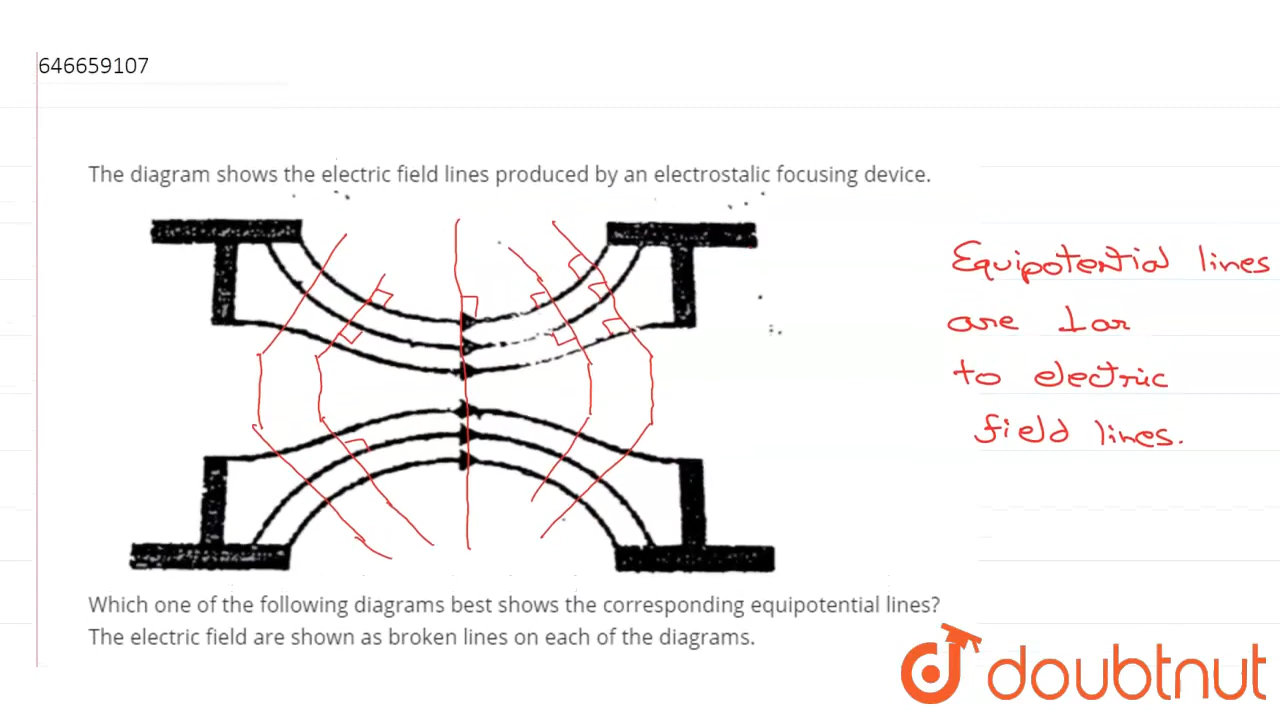 646659107
The diagram shows the electric field lines produced by an electrostalic focusing device.
Equipotential lines
are ⊥ar
to electric
field lines.
Which one of the following diagrams best shows the corresponding equipotential lines?
The electric field are shown as broken lines on each of the diagrams.
doubtnut